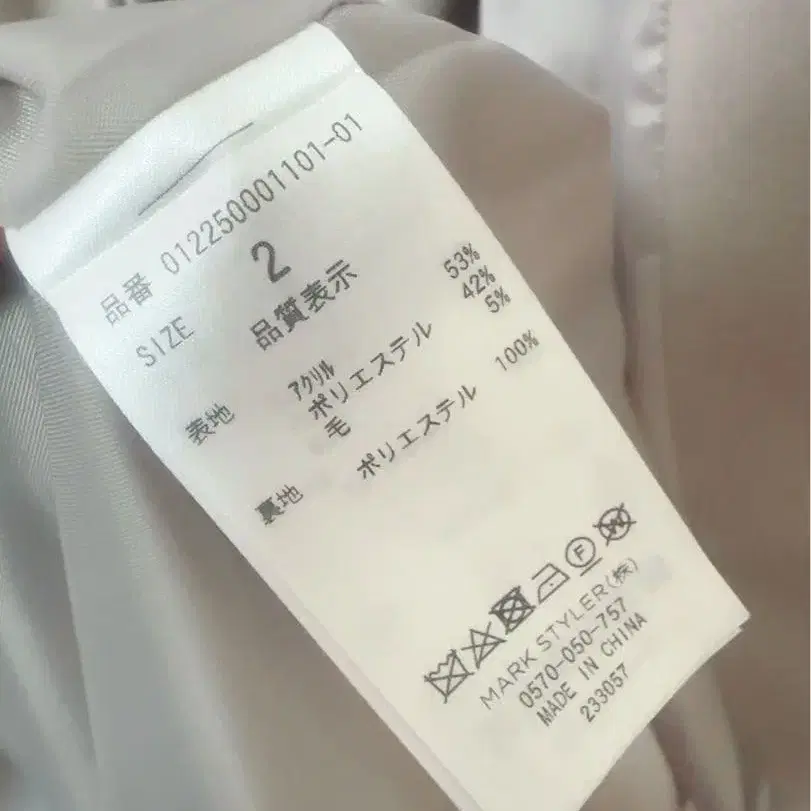 品番 012250001101-01
SIZE 2
品質表示
表地 アクリル 53%
ポリエステル 42%
毛 5%
裏地 ポリエステル 100%
MARK STYLER(株)
0570-050-757
MADE IN CHINA
233057